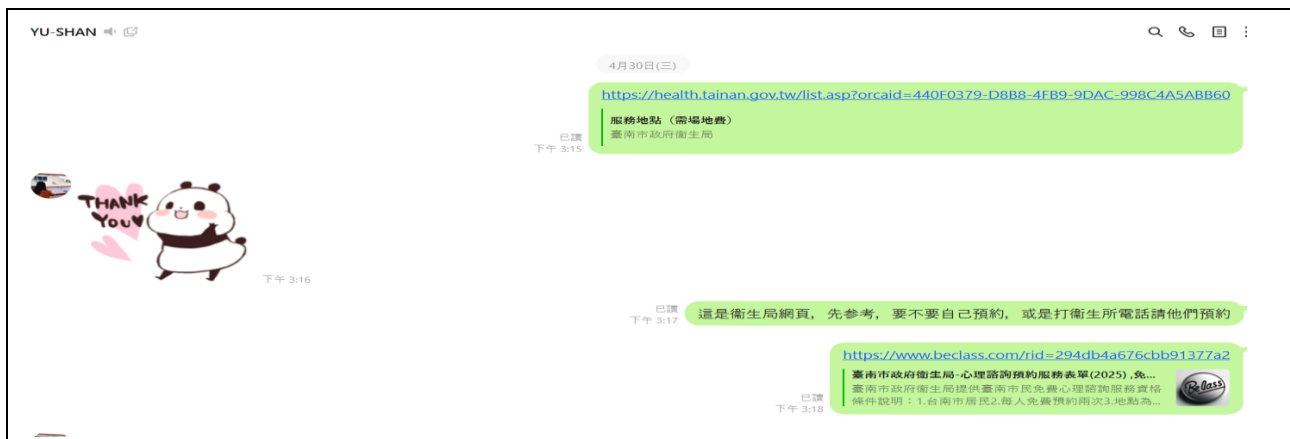 YU-SHAN
4月30日(三)
https://health.tainan.gov.tw/list.asp?orcaid=440F0379-D8B8-4FB9-9DAC-998C4A5ABB60
服務地點（需場地費）
臺南市政府衛生局
已讀
下午 3:15
THANK
YOU
下午 3:16
已讀
下午 3:17
這是衛生局網頁，先參考，要不要自己預約，或是打衛生所電話請他們預約
https://www.beclass.com/rid=294db4a676cbb91377a2
臺南市政府衛生局-心理諮詢預約服務表單(2025) ,免...
臺南市政府衛生局提供臺南市民免費心理諮詢服務資格
條件說明：1.台南市居民2.每人免費預約兩次3.地點為...
Beclass
已讀
下午 3:18